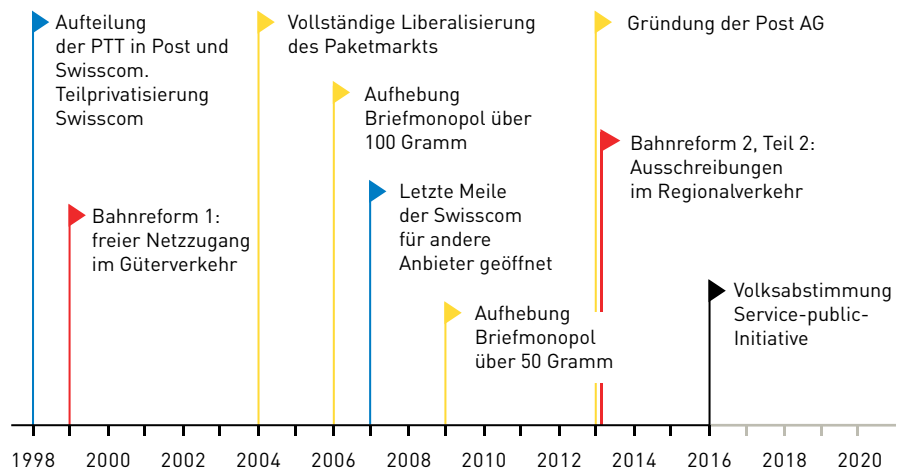 Aufteilung
der PTT in Post und
Swisscom.
Teilprivatisierung
Swisscom
Bahnreform 1:
freier Netzzugang
im Güterverkehr
Vollständige Liberalisierung
des Paketmarkts
Aufhebung
Briefmonopol über
100 Gramm
Letzte Meile
der Swisscom
für andere
Anbieter geöffnet
Aufhebung
Briefmonopol
über 50 Gramm
Gründung der Post AG
Bahnreform 2, Teil 2:
Ausschreibungen
im Regionalverkehr
Volksabstimmung
Service-public-
Initiative
1998 2000 2002 2004 2006 2008 2010 2012 2014 2016 2018 2020